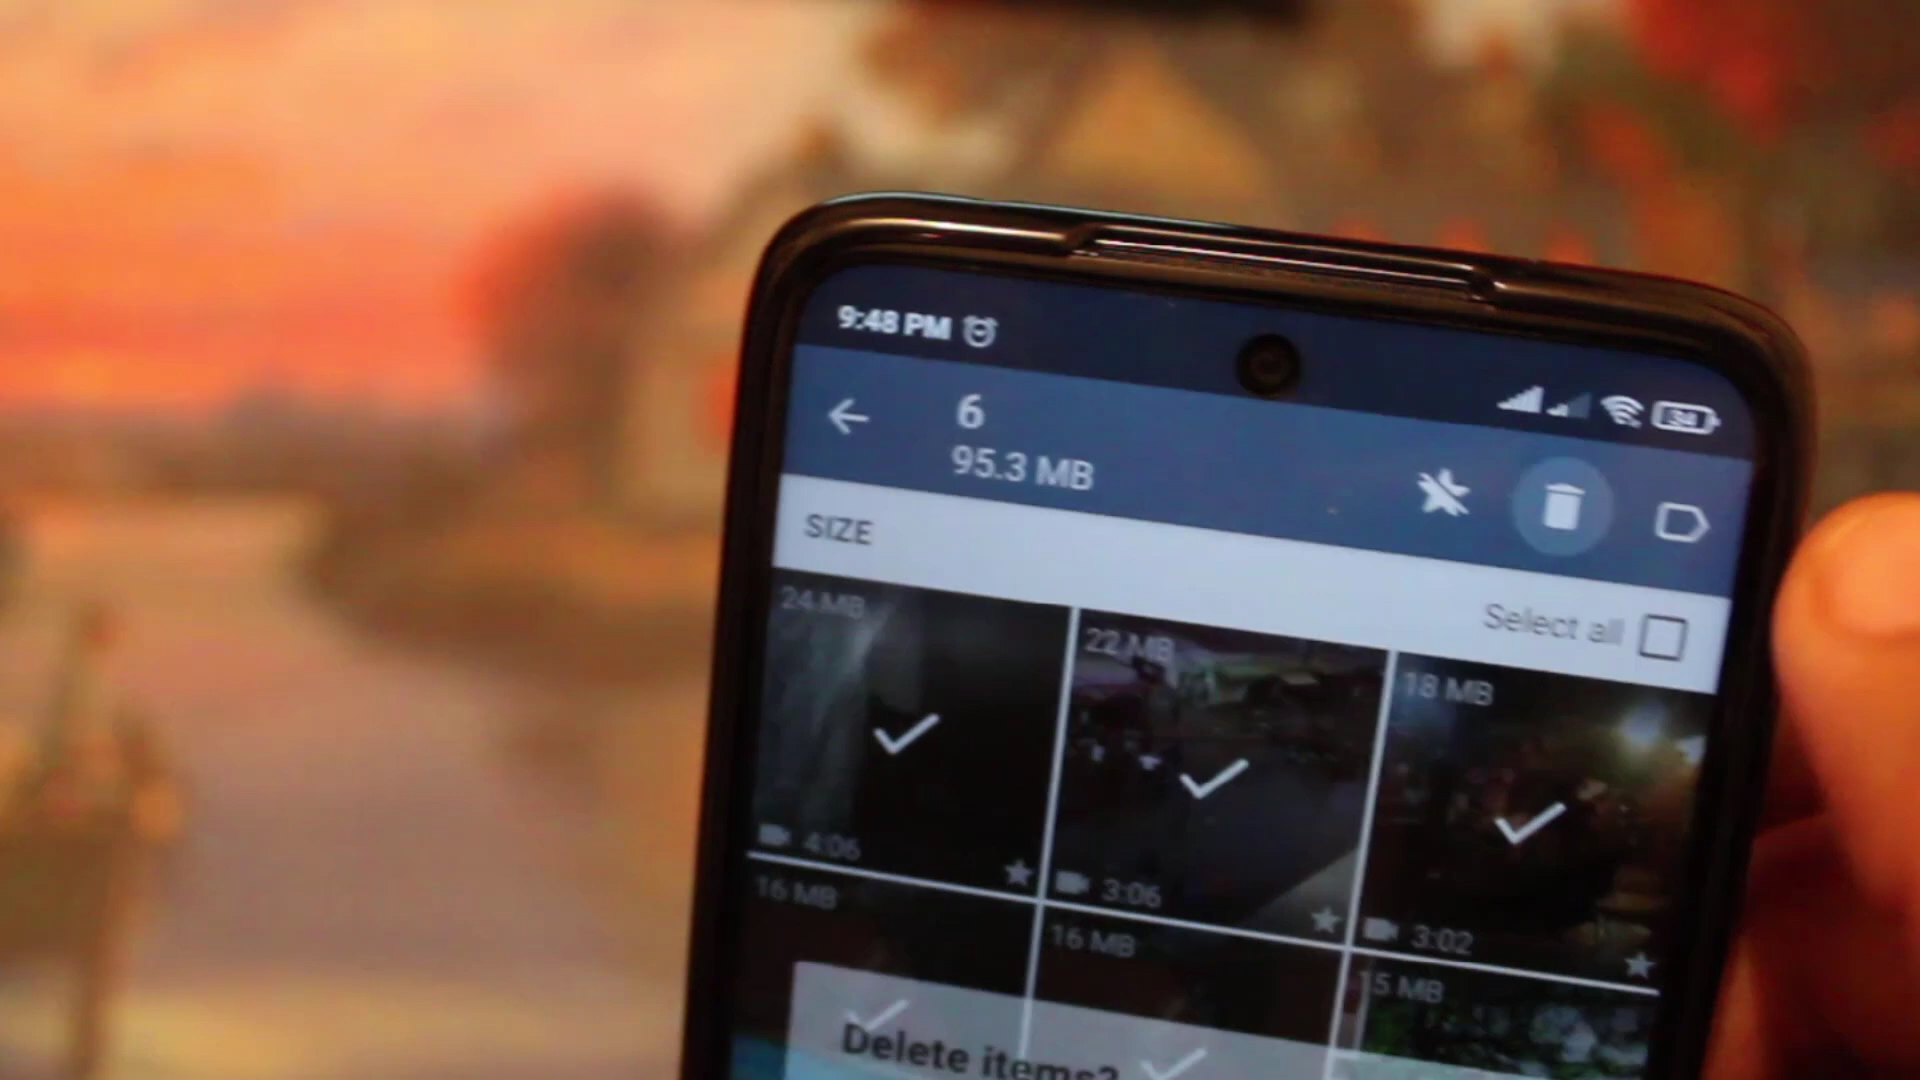 9:48 PM
34
6
95.3 MB
SIZE
Select all
24 MB
22 MB
18 MB
4:06
3:06
3:02
16 MB
16 MB
15 MB
Delete items?